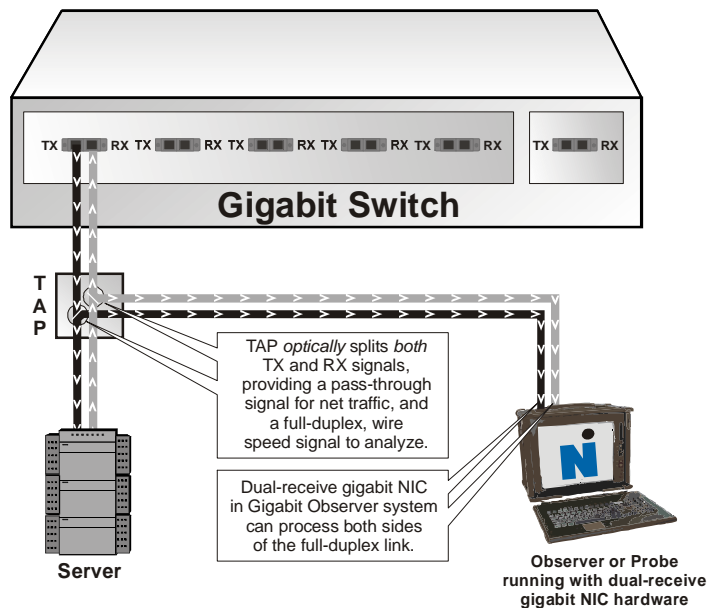 TX RX TX RX TX RX TX RX TX RX TX RX
Gigabit Switch
T
A
P
TAP optically splits both
TX and RX signals,
providing a pass-through
signal for net traffic, and
a full-duplex, wire
speed signal to analyze.
Dual-receive gigabit NIC
in Gigabit Observer system
can process both sides
of the full-duplex link.
Ni
Server
Observer or Probe
running with dual-receive
gigabit NIC hardware